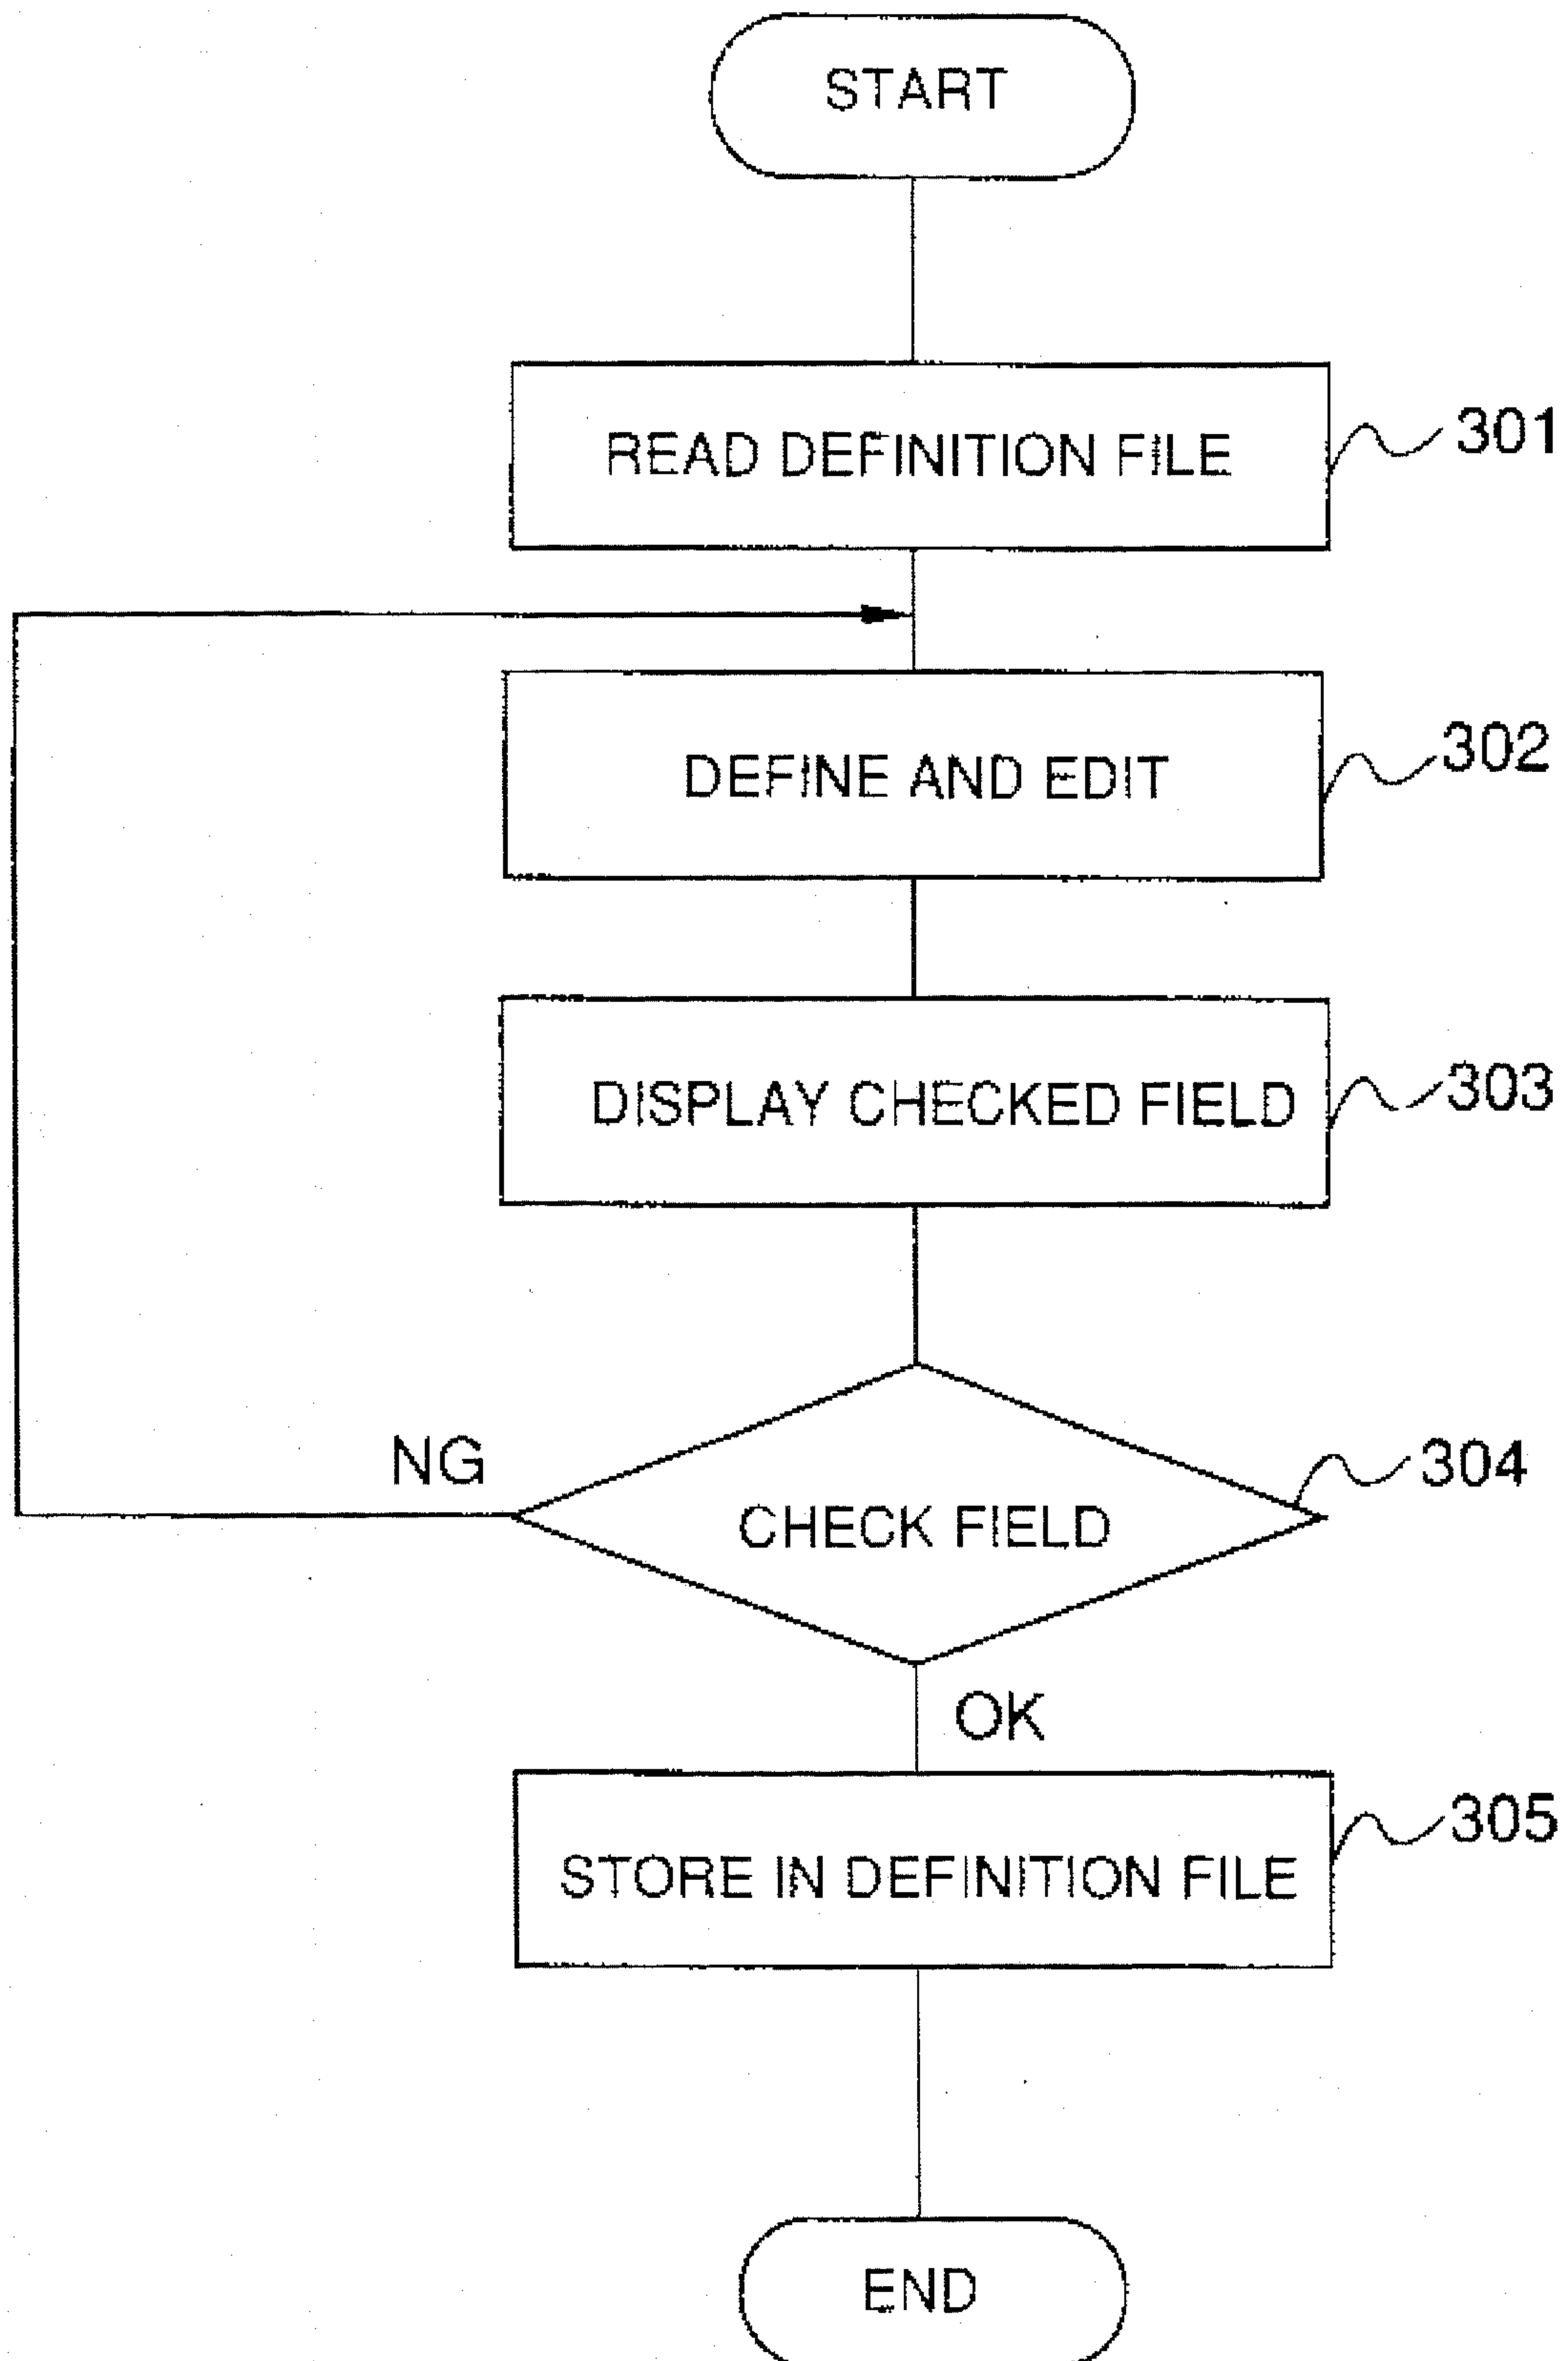 START
READ DEFINITION FILE
301
DEFINE AND EDIT
302
DISPLAY CHECKED FIELD
303
NG
CHECK FIELD
304
OK
STORE IN DEFINITION FILE
305
END